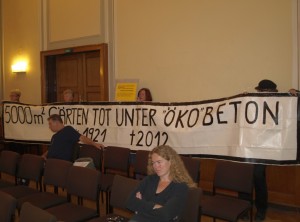 5000m² GÄRTEN TOT UNTER "ÖKO"BETON
*1921 †2012